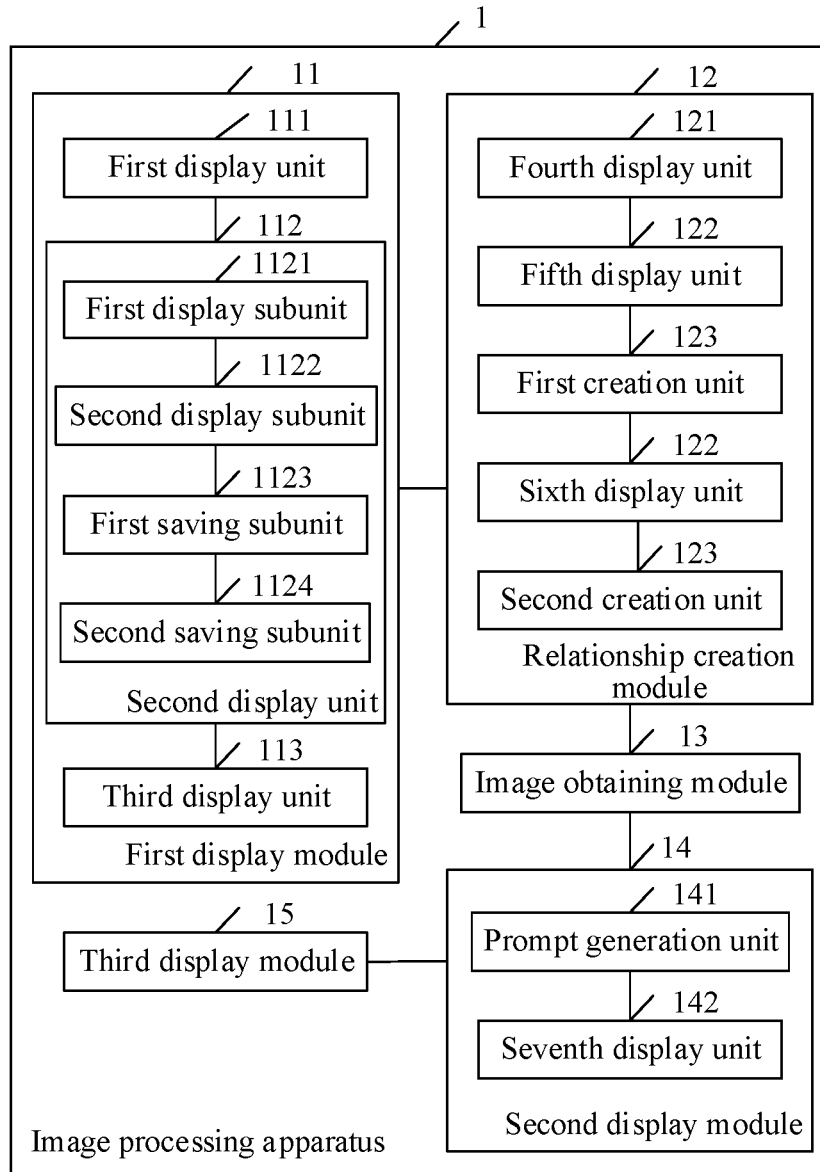 1
11
111
First display unit
112
1121
First display subunit
1122
Second display subunit
1123
First saving subunit
1124
Second saving subunit
Second display unit
113
Third display unit
First display module
12
121
Fourth display unit
122
Fifth display unit
123
First creation unit
122
Sixth display unit
123
Second creation unit
Relationship creation
module
13
Image obtaining module
14
141
Prompt generation unit
142
Seventh display unit
Second display module
15
Third display module
Image processing apparatus